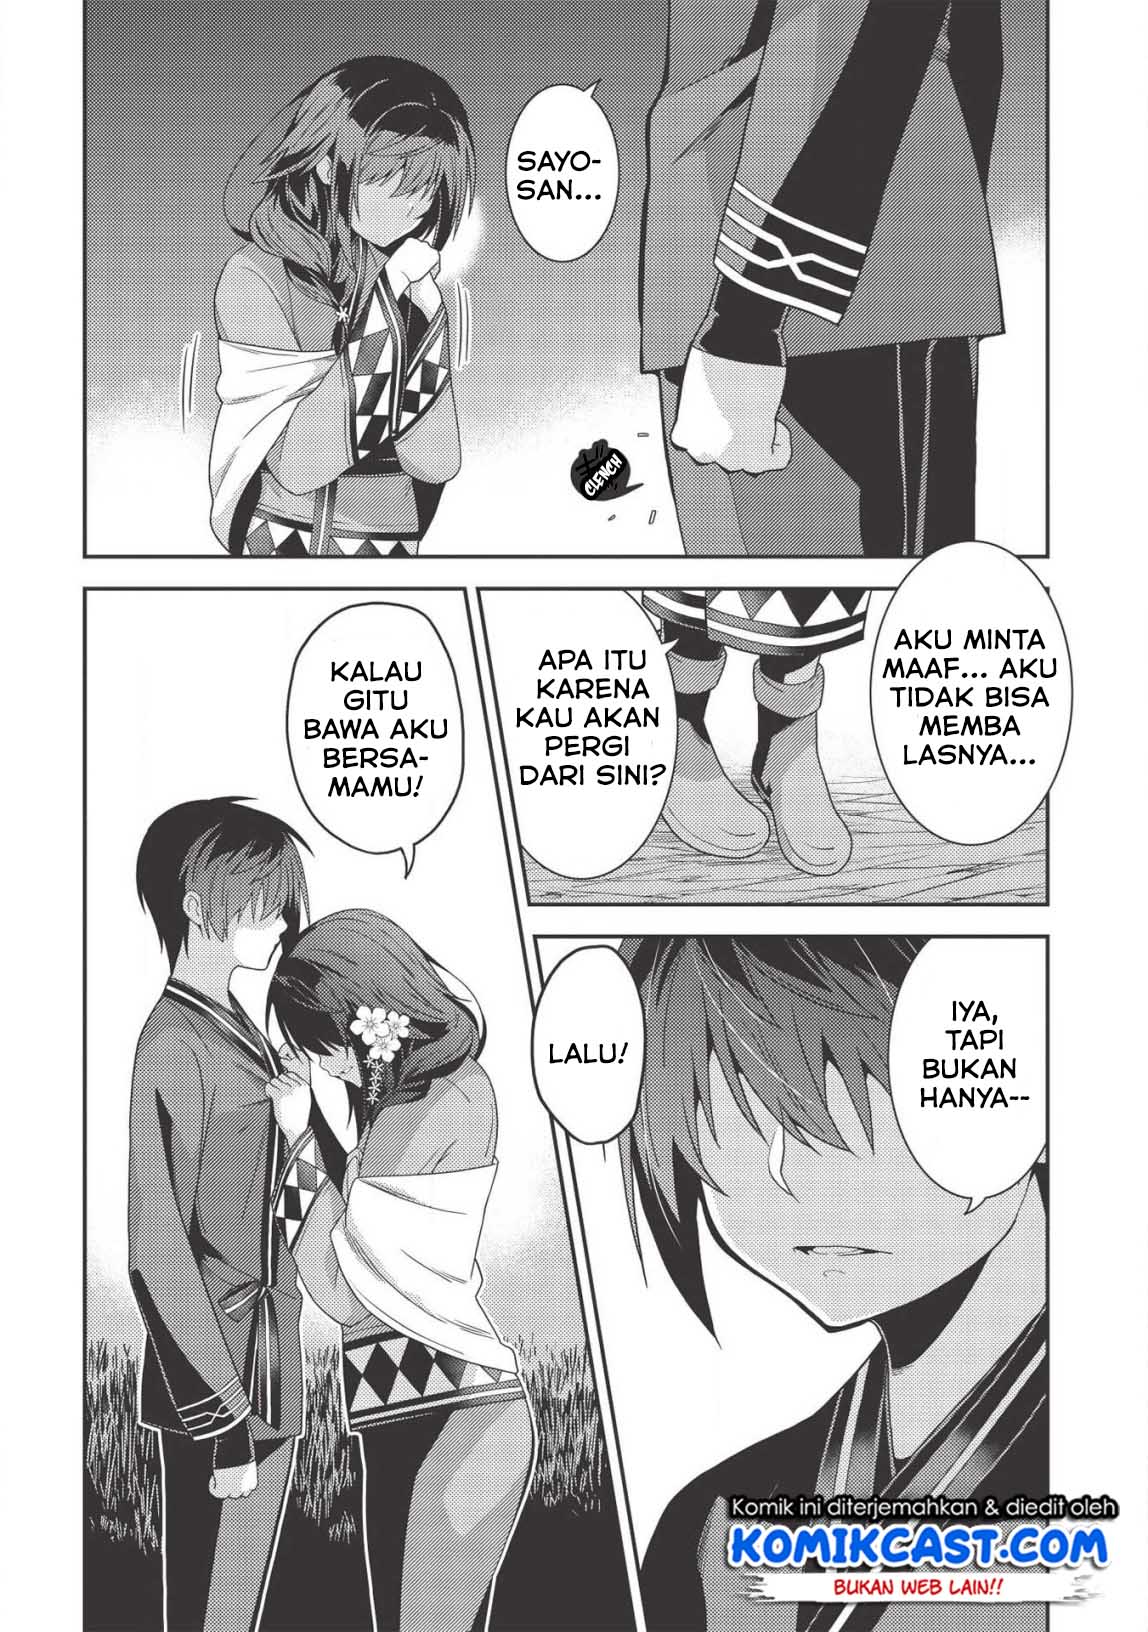 SAYO-
SAN...
ギ
CLENCH
AKU MINTA
MAAF... AKU
TIDAK BISA
MEMBA
LASNYA...
APA ITU
KARENA
KAU AKAN
PERGI
DARI SINI?
IYA,
TAPI
BUKAN
HANYA--
LALU!
KALAU
GITU
BAWA AKU
BERSA-
MAMU!
Komik ini diterjemahkan & diedit oleh
KOMIKCAST.COM
BUKAN WEB LAIN!!